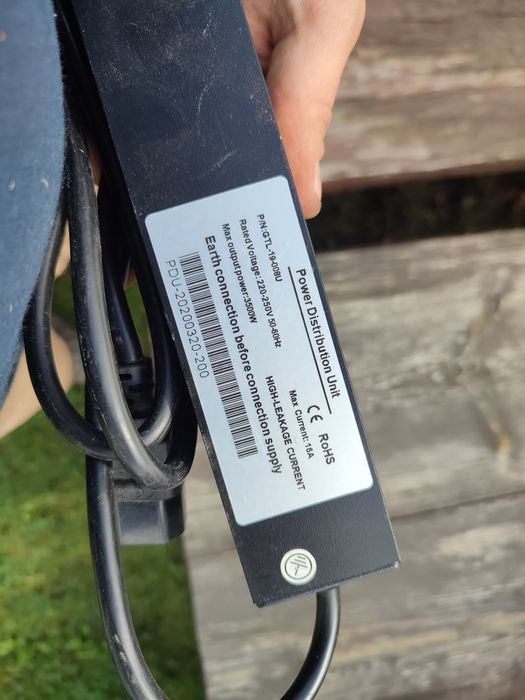 Power Distribution Unit
P/N:GTL-19-008U
CE RoHS
Rated Voltage: 220-250V 50-60Hz
Max Current: 16A
Max output power:3500W
HIGH-LEAKAGE CURRENT
Earth connection before connection supply
PDU-20200320-200